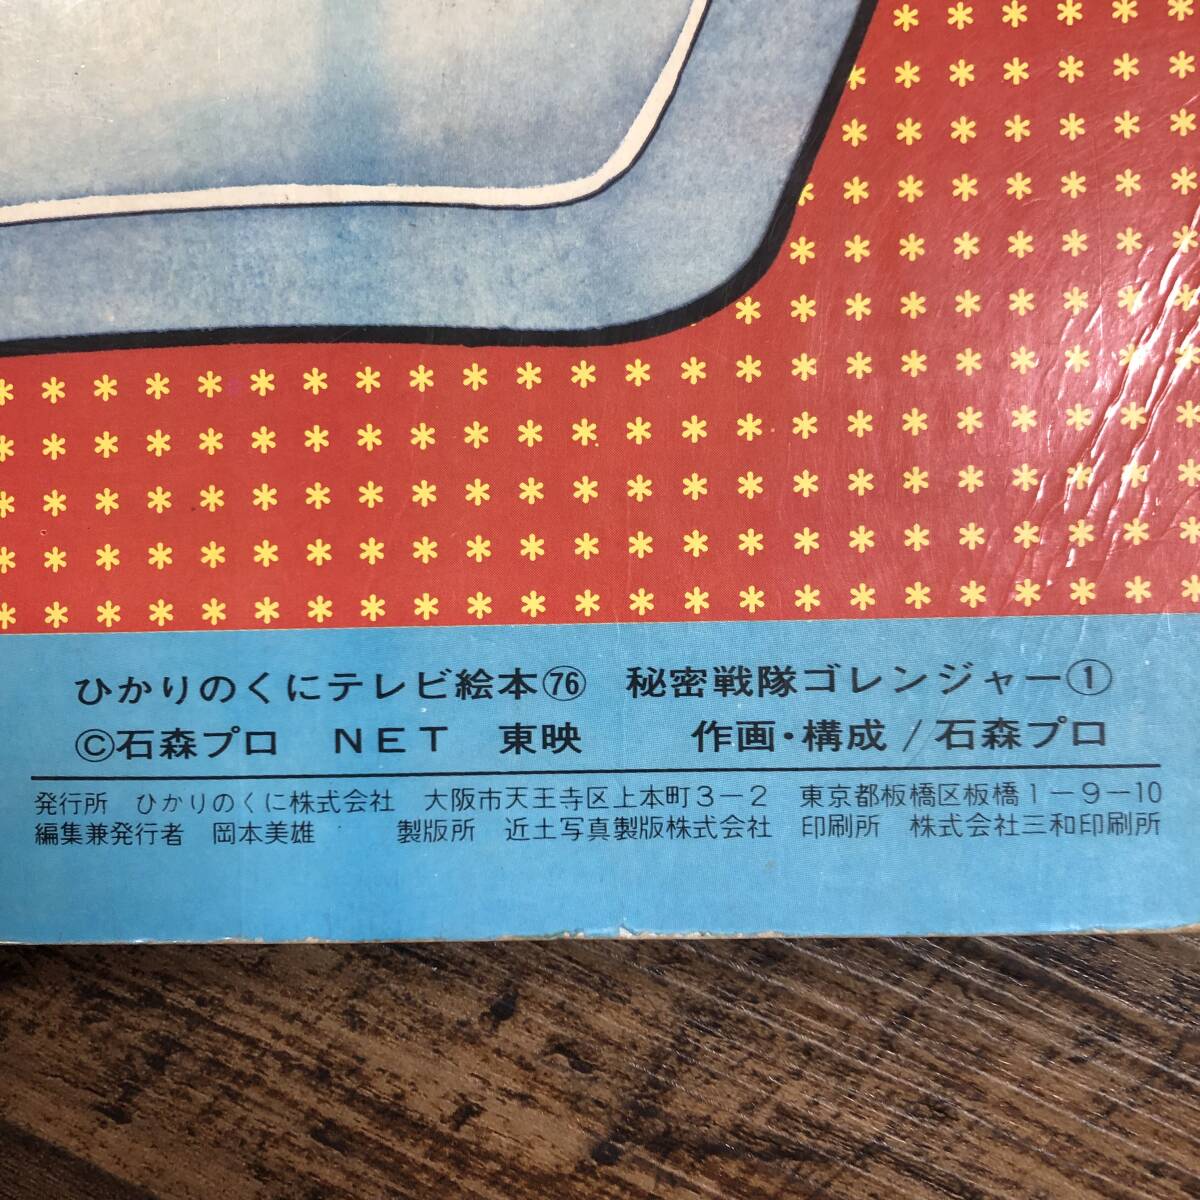 ひかりのくにテレビ絵本㊆ 秘密戦隊ゴレンジャー①
©石森プロ NET 東映 作画・構成/石森プロ
発行所 ひかりのくに株式会社 大阪市天王寺区上本町3-2 東京都板橋区板橋1-9-10
編集兼発行者 岡本美雄 製版所 近土写真製版株式会社 印刷所 株式会社三和印刷所